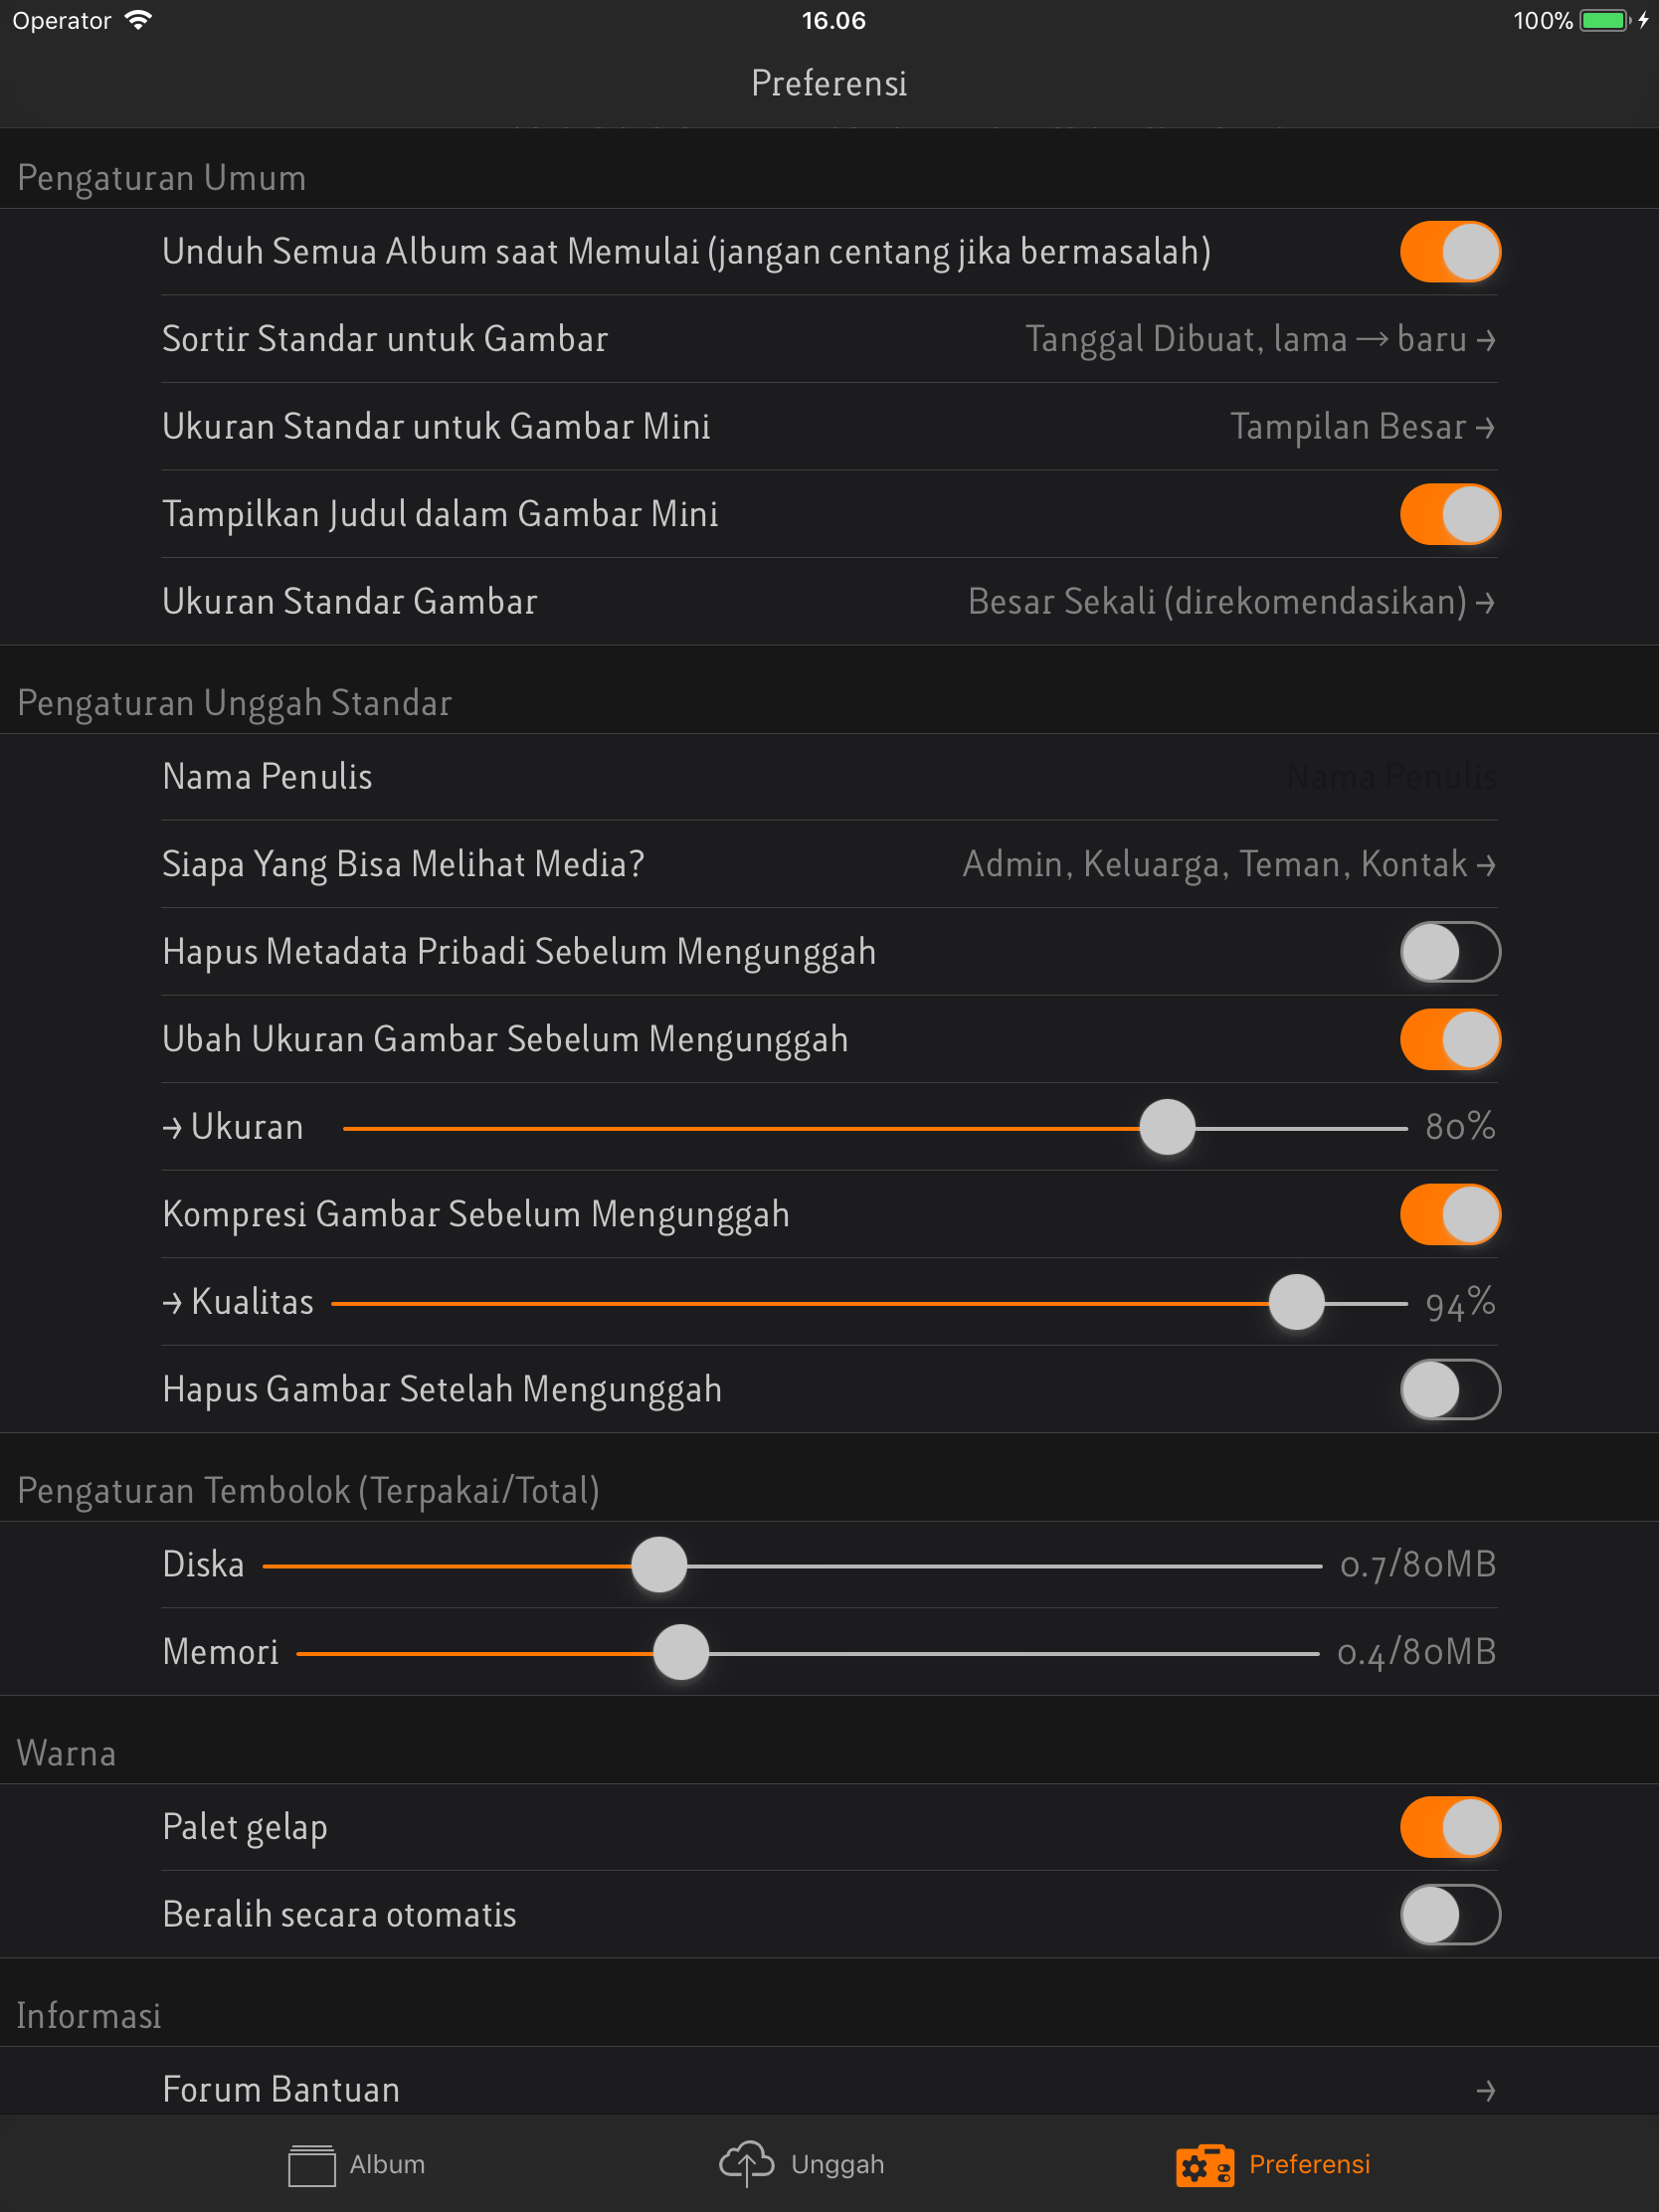 Operator 16.06 100%
Preferensi
Pengaturan Umum
Unduh Semua Album saat Memulai (jangan centang jika bermasalah)
Sortir Standar untuk Gambar Tanggal Dibuat, lama → baru →
Ukuran Standar untuk Gambar Mini Tampilan Besar →
Tampilkan Judul dalam Gambar Mini
Ukuran Standar Gambar Besar Sekali (direkomendasikan) →
Pengaturan Unggah Standar
Nama Penulis Nama Penulis
Siapa Yang Bisa Melihat Media? Admin, Keluarga, Teman, Kontak →
Hapus Metadata Pribadi Sebelum Mengunggah
Ubah Ukuran Gambar Sebelum Mengunggah
→ Ukuran 80%
Kompresi Gambar Sebelum Mengunggah
→ Kualitas 94%
Hapus Gambar Setelah Mengunggah
Pengaturan Tembolok (Terpakai/Total)
Diska 0.7/80MB
Memori 0.4/80MB
Warna
Palet gelap
Beralih secara otomatis
Informasi
Forum Bantuan →
Album Unggah Preferensi